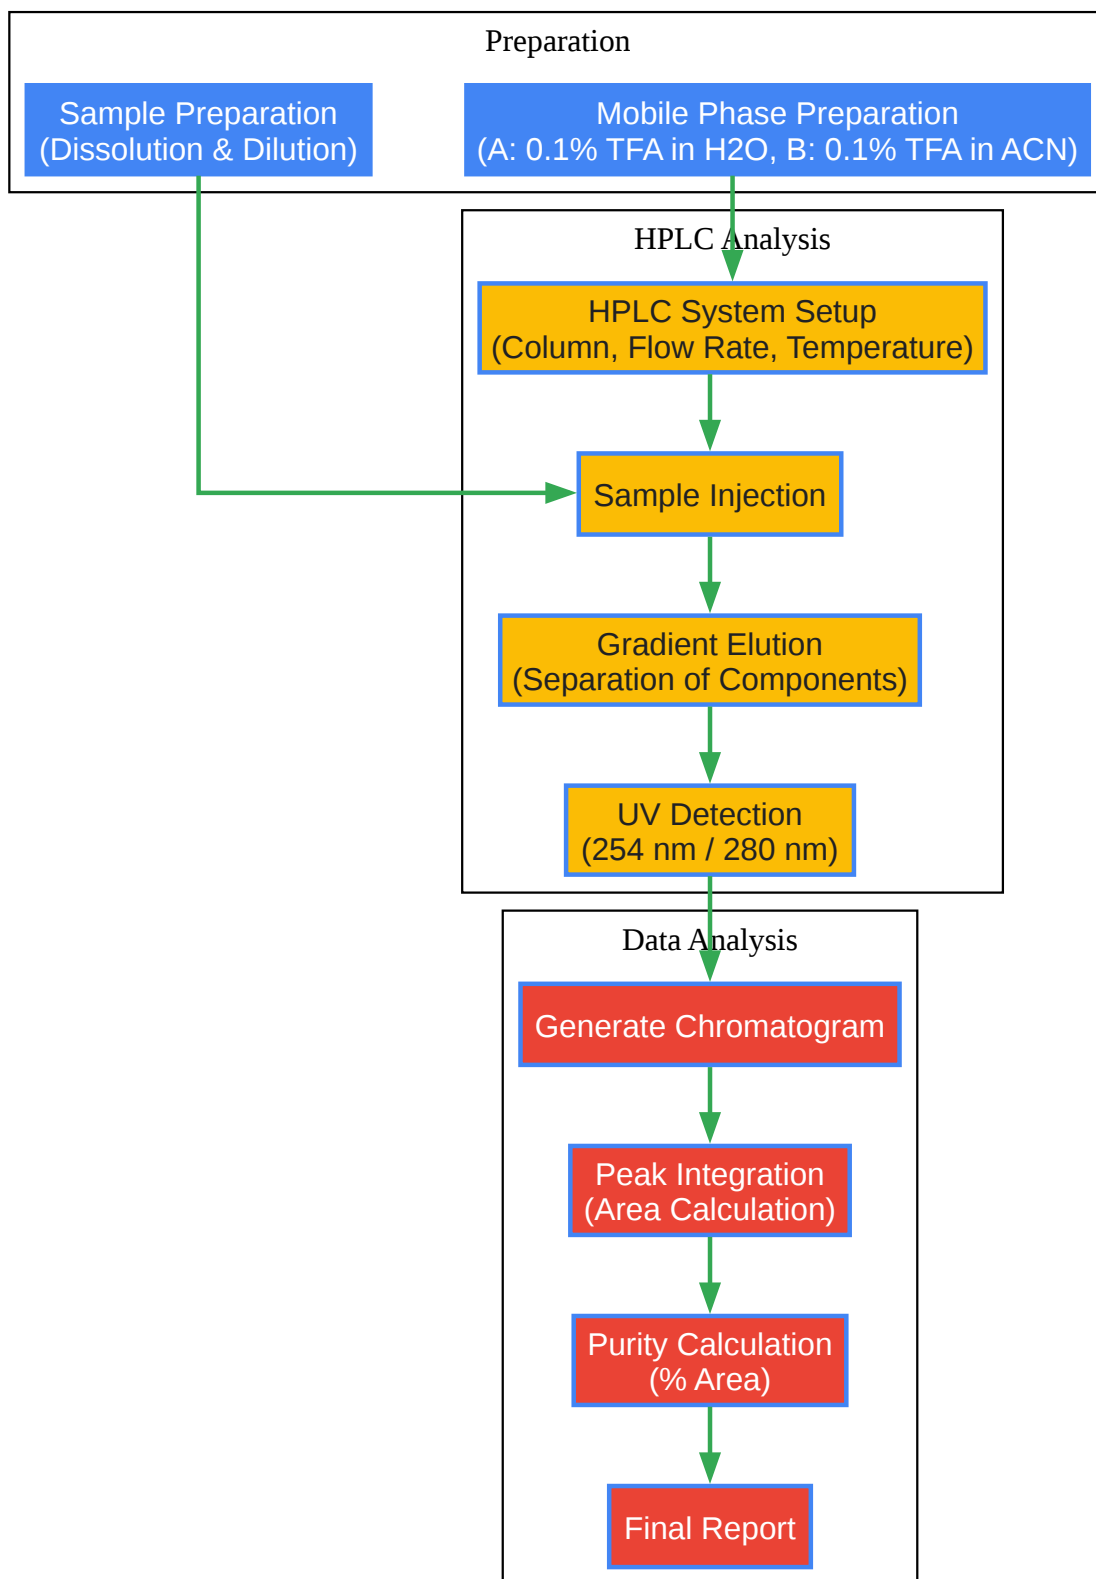 Preparation
Sample Preparation
(Dissolution & Dilution)
Mobile Phase Preparation
(A: 0.1% TFA in H2O, B: 0.1% TFA in ACN)
HPLC Analysis
HPLC System Setup
(Column, Flow Rate, Temperature)
Sample Injection
Gradient Elution
(Separation of Components)
UV Detection
(254 nm / 280 nm)
Data Analysis
Generate Chromatogram
Peak Integration
(Area Calculation)
Purity Calculation
(% Area)
Final Report